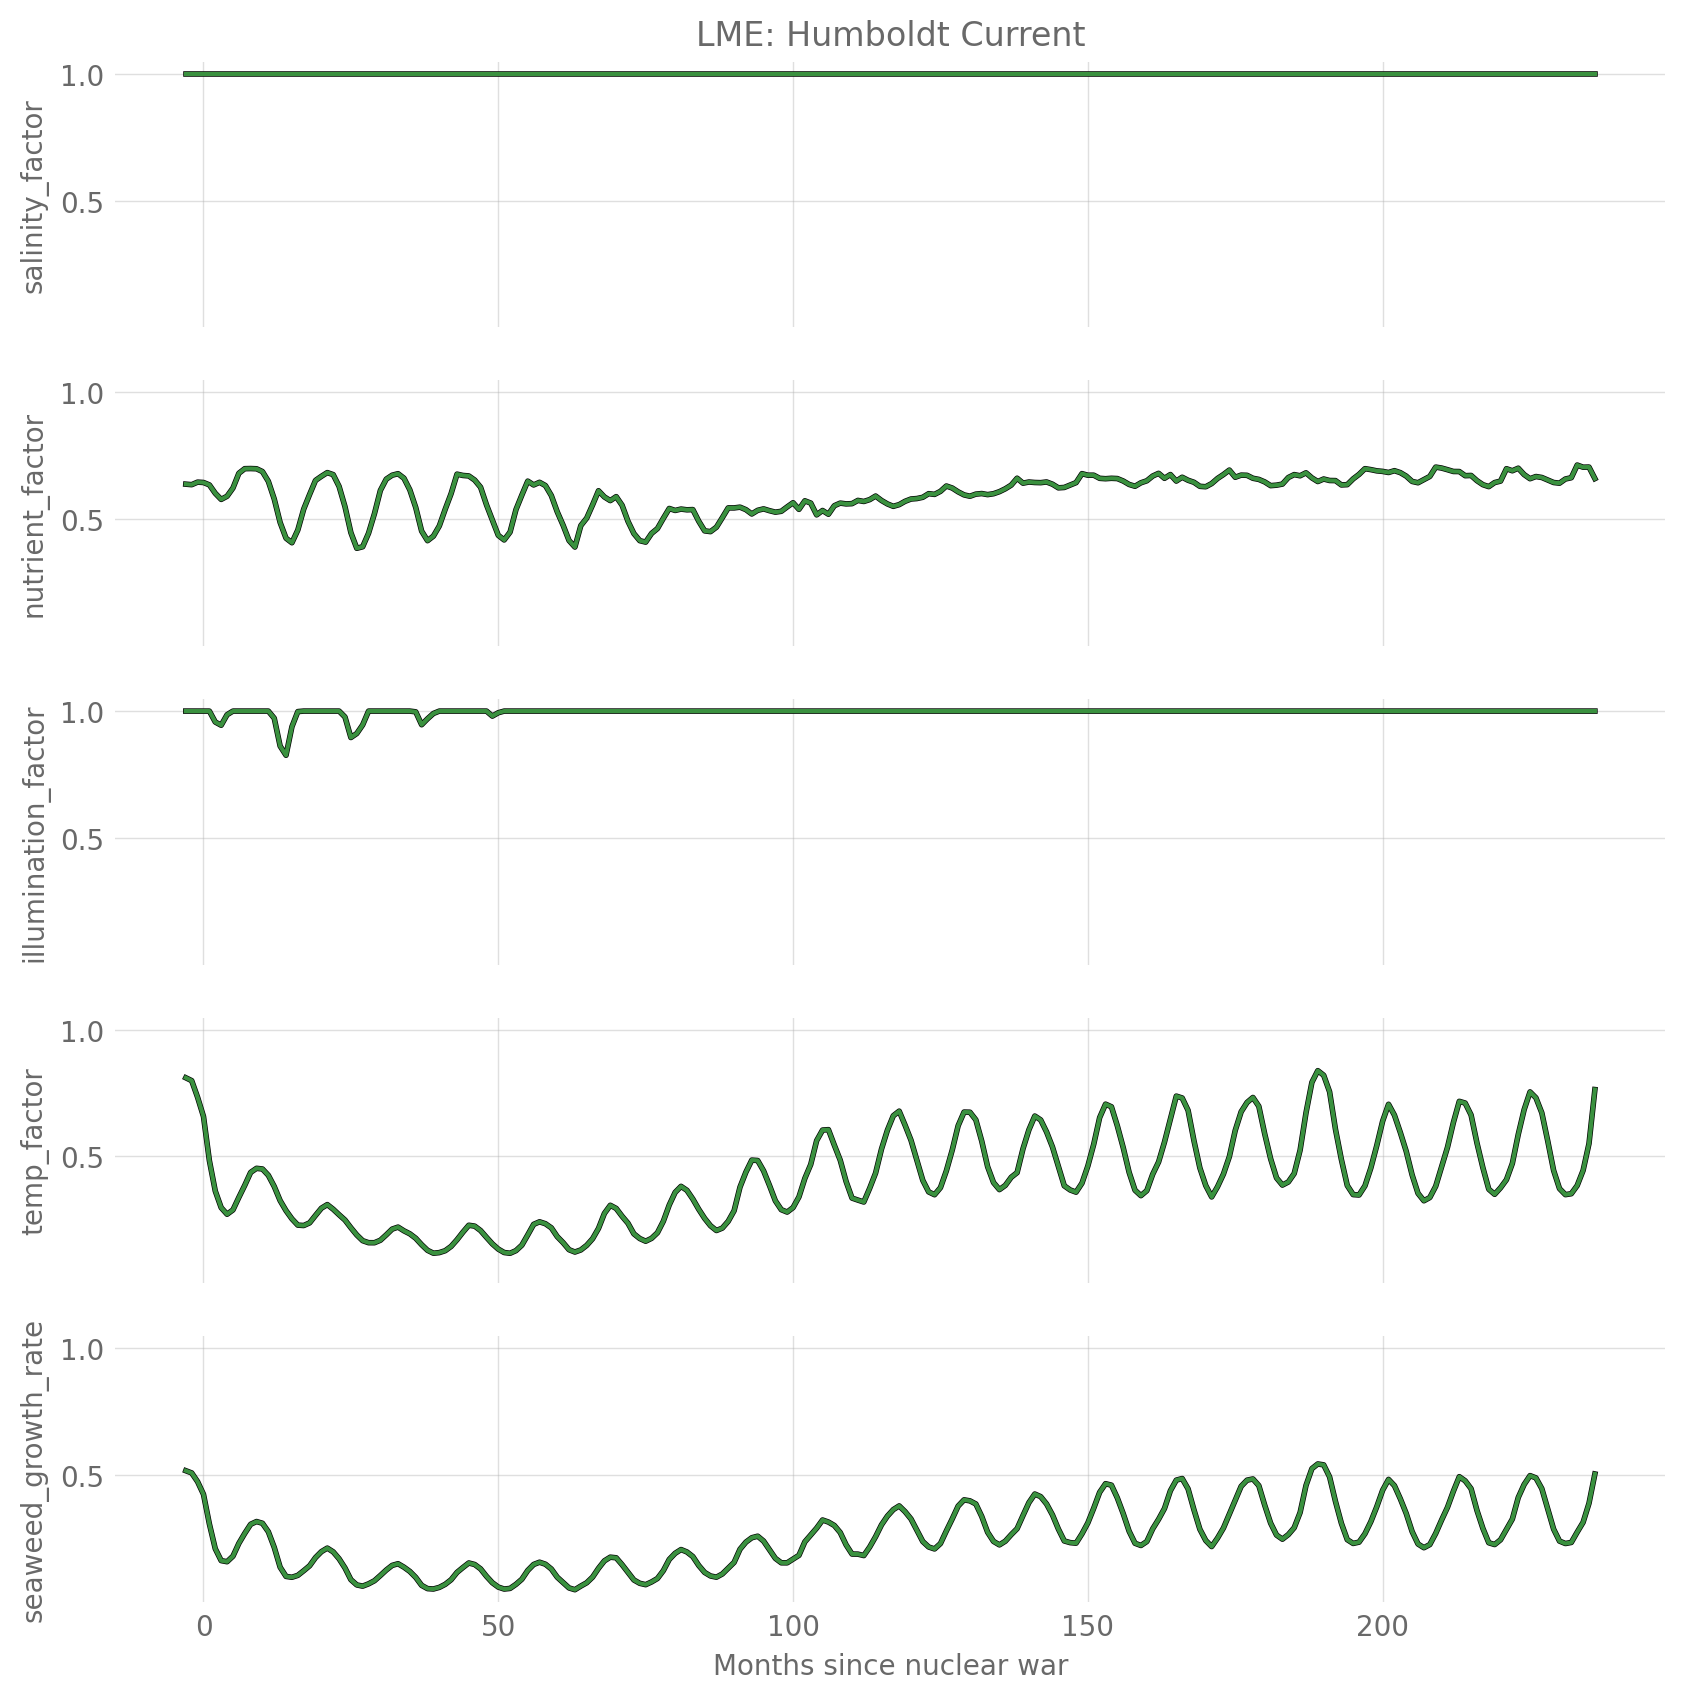 LME: Humboldt Current
1.0
0.5
salinity_factor
1.0
0.5
nutrient_factor
1.0
0.5
illumination_factor
1.0
0.5
temp_factor
1.0
0.5
seaweed_growth_rate
0 50 100 150 200
Months since nuclear war